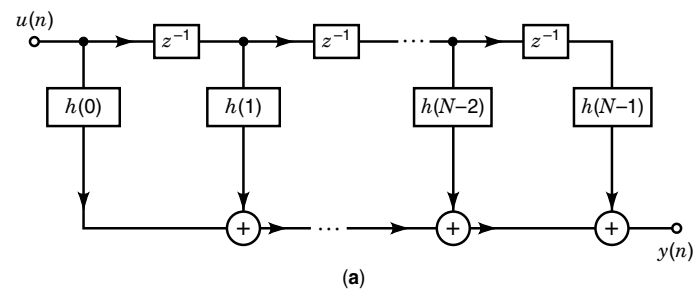 u(n)
z⁻¹ z⁻¹ ··· z⁻¹
h(0) h(1) h(N−2) h(N−1)
+ ··· + +
y(n)
(a)